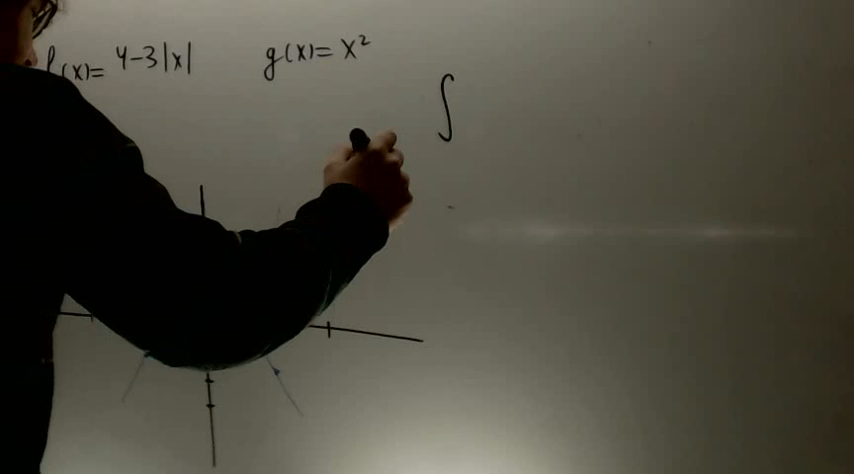 f(x)= 4-3|x| g(x)= x²
∫